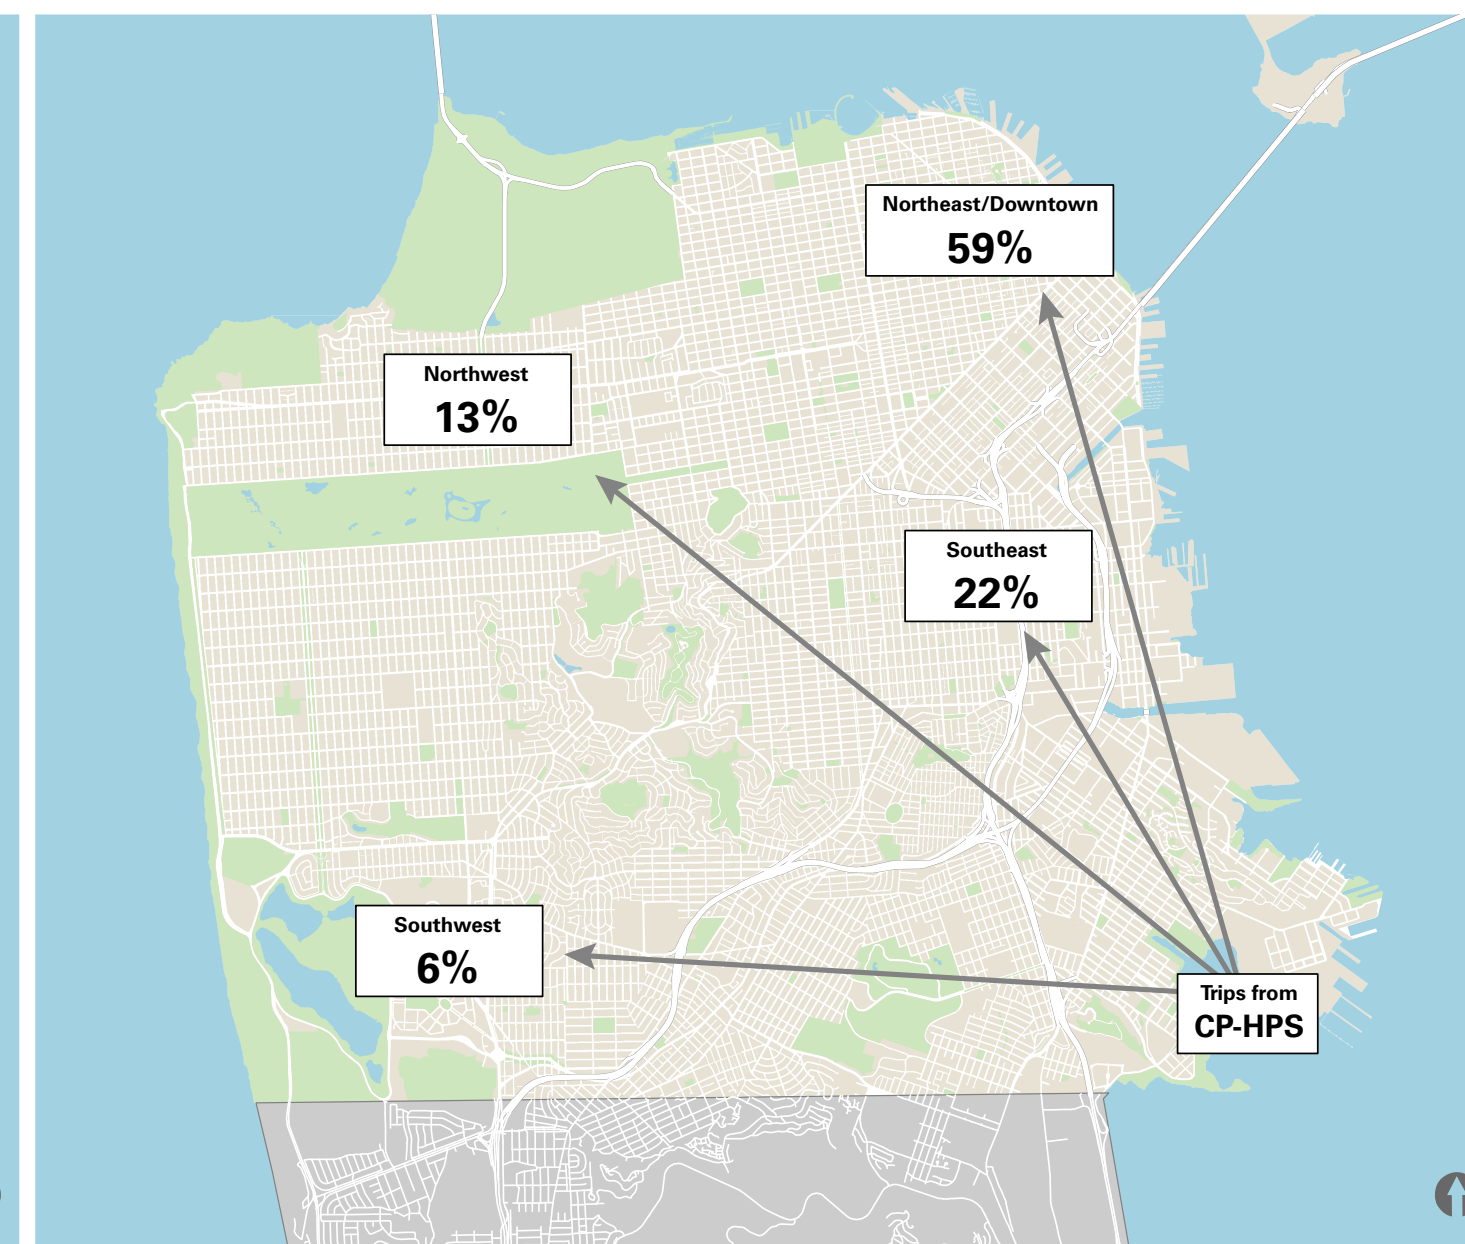 Northeast/Downtown
59%
Northwest
13%
Southeast
22%
Southwest
6%
Trips from
CP-HPS